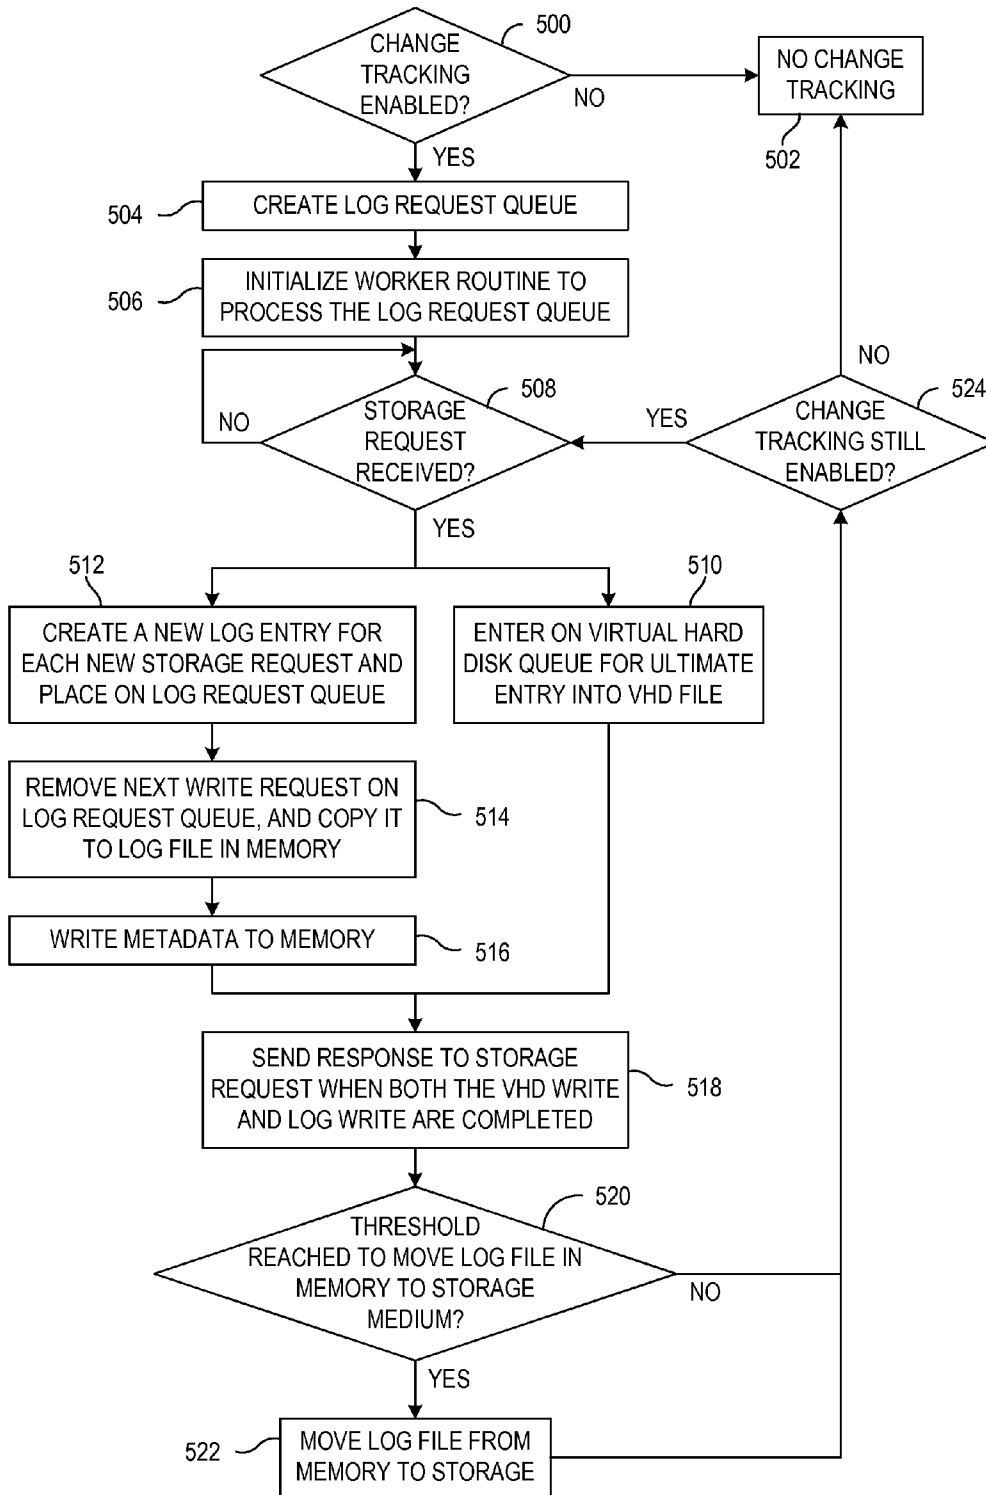 500
CHANGE
TRACKING
ENABLED?
NO
NO CHANGE
TRACKING
502
YES
504
CREATE LOG REQUEST QUEUE
506
INITIALIZE WORKER ROUTINE TO
PROCESS THE LOG REQUEST QUEUE
508
STORAGE
REQUEST
RECEIVED?
NO
YES
NO
524
CHANGE
TRACKING STILL
ENABLED?
YES
512
CREATE A NEW LOG ENTRY FOR
EACH NEW STORAGE REQUEST AND
PLACE ON LOG REQUEST QUEUE
510
ENTER ON VIRTUAL HARD
DISK QUEUE FOR ULTIMATE
ENTRY INTO VHD FILE
REMOVE NEXT WRITE REQUEST ON
LOG REQUEST QUEUE, AND COPY IT
TO LOG FILE IN MEMORY
514
WRITE METADATA TO MEMORY
516
SEND RESPONSE TO STORAGE
REQUEST WHEN BOTH THE VHD WRITE
AND LOG WRITE ARE COMPLETED
518
520
THRESHOLD
REACHED TO MOVE LOG FILE IN
MEMORY TO STORAGE
MEDIUM?
NO
YES
522
MOVE LOG FILE FROM
MEMORY TO STORAGE